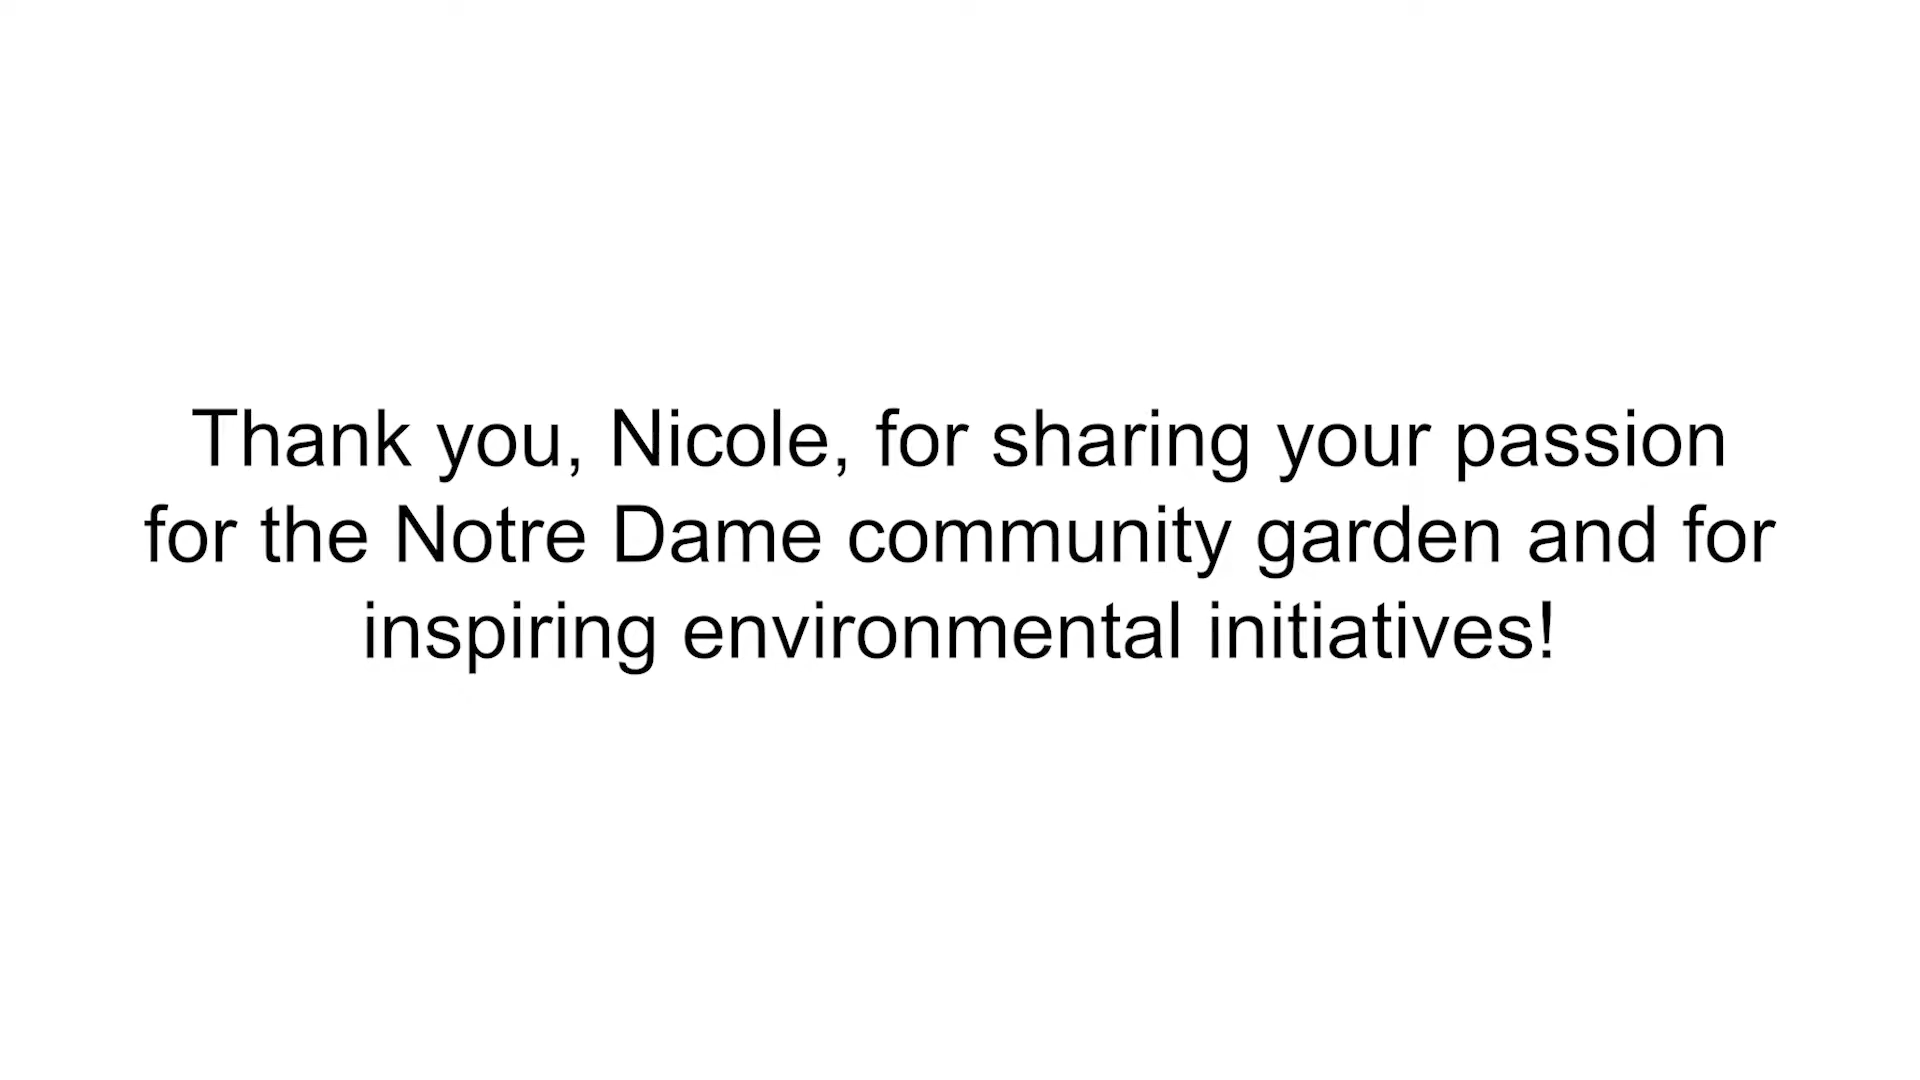 Thank you, Nicole, for sharing your passion
for the Notre Dame community garden and for
inspiring environmental initiatives!